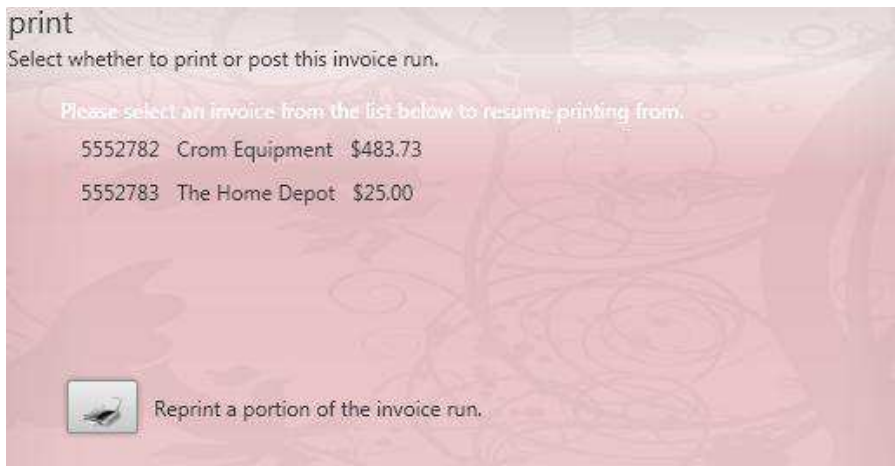 print
Select whether to print or post this invoice run.
Please select an invoice from the list below to resume printing from.
5552782 Crom Equipment $483.73
5552783 The Home Depot $25.00
Reprint a portion of the invoice run.